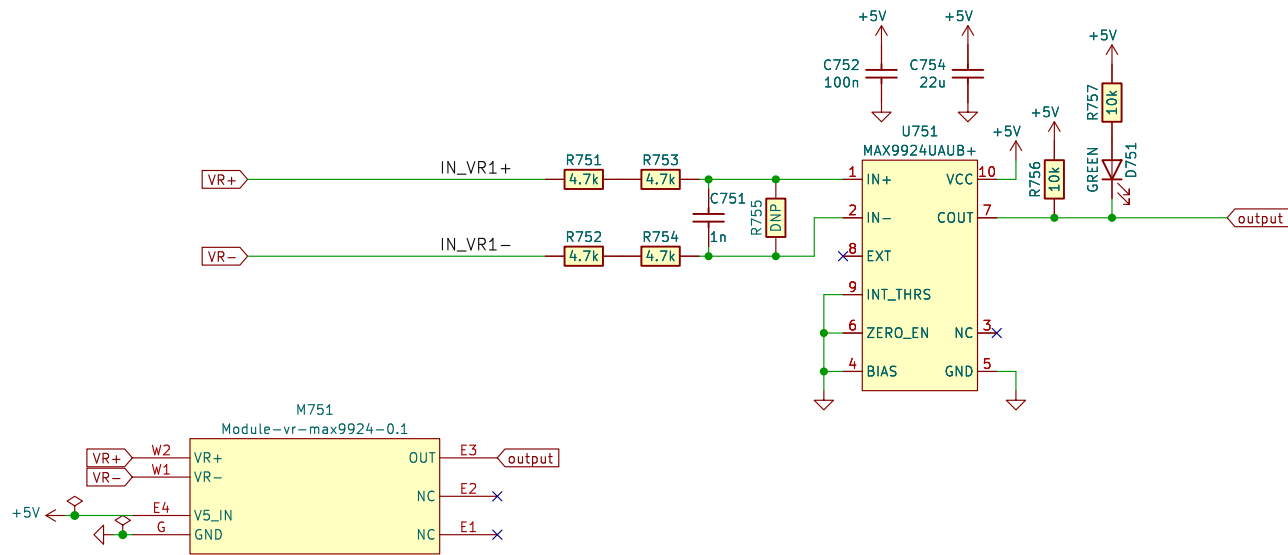 +5V
+5V
+5V
C752
100n
C754
22u
R757
10k
+5V
+5V
U751
MAX9924UAUB+
GREEN
D751
R756
10k
VR+
IN_VR1+
R751
4.7k
R753
4.7k
1
IN+
VCC
10
C751
1n
R755
DNP
2
IN-
COUT
7
output
VR-
IN_VR1-
R752
4.7k
R754
4.7k
8
EXT
9
INT_THRS
6
ZERO_EN
NC
3
4
BIAS
GND
5
M751
Module-vr-max9924-0.1
VR+
W2
VR+
OUT
E3
output
VR-
W1
VR-
NC
E2
+5V
E4
V5_IN
G
GND
NC
E1